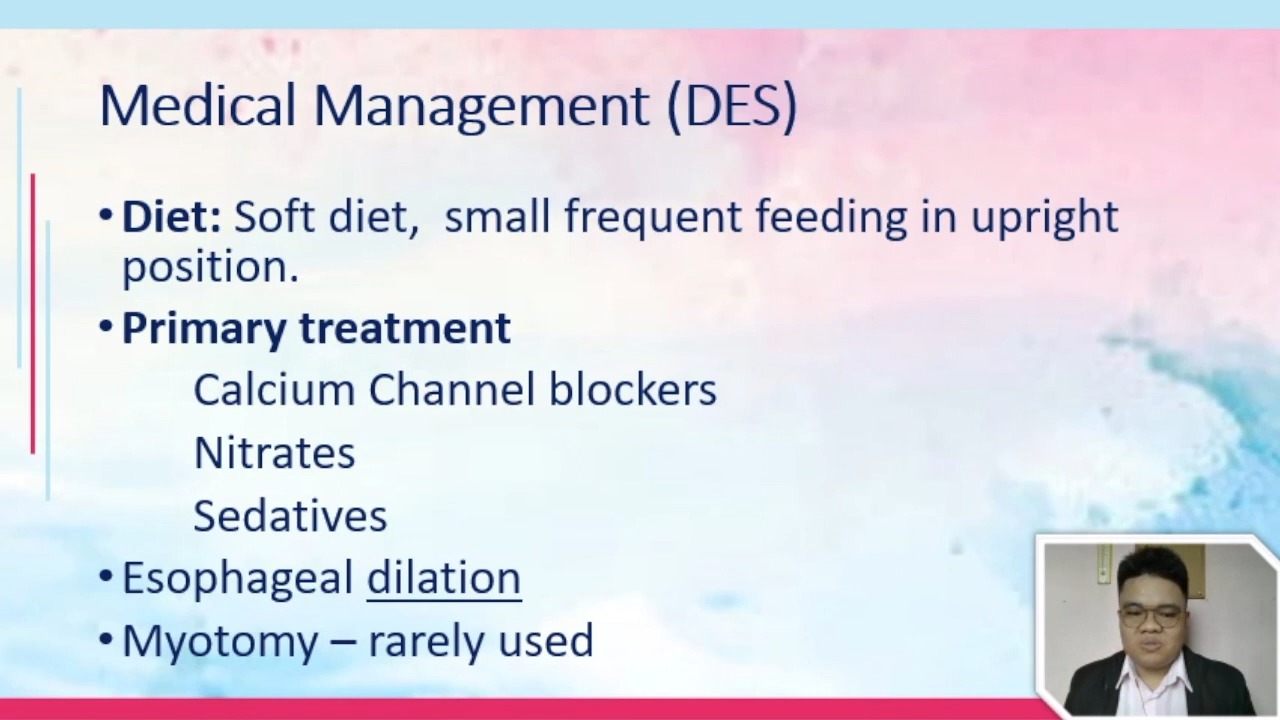 Medical Management (DES)
• Diet: Soft diet,  small frequent feeding in upright
position.
• Primary treatment
Calcium Channel blockers
Nitrates
Sedatives
• Esophageal dilation
• Myotomy – rarely used